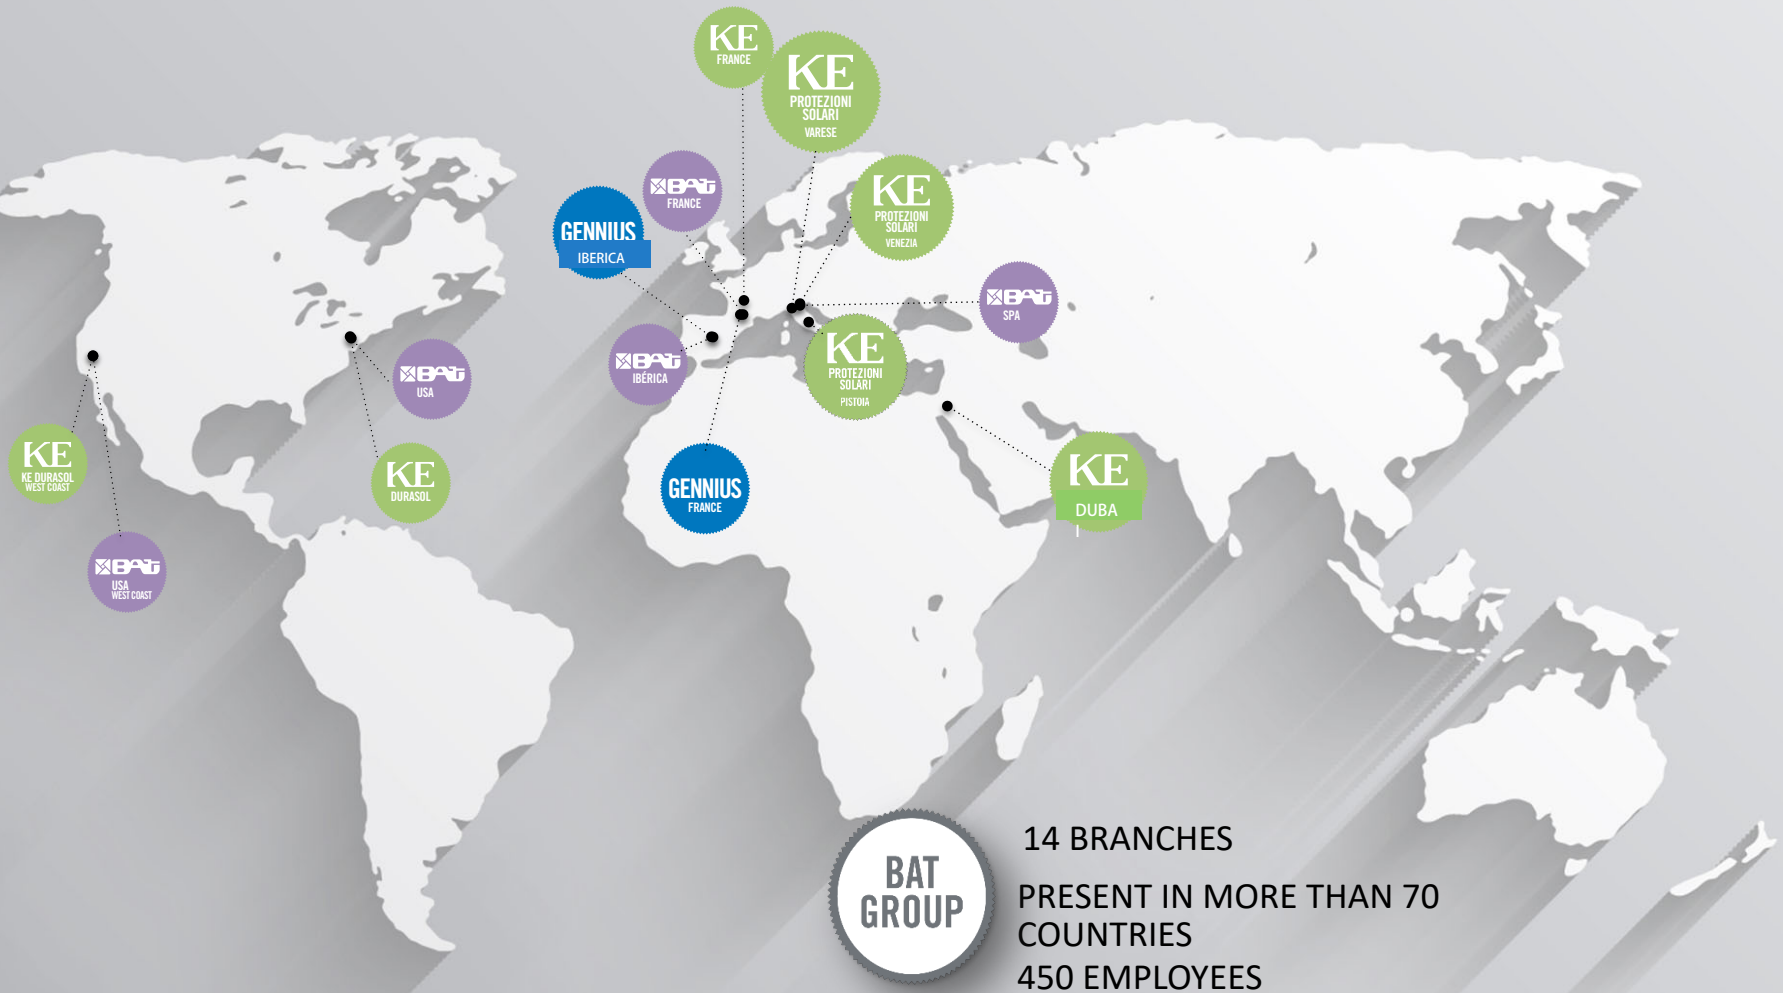 KE
FRANCE
KE
PROTEZIONI
SOLARI
VARESE
BAT
FRANCE
KE
PROTEZIONI
SOLARI
VENEZIA
GENNIUS
IBERICA
BAT
SPA
BAT
IBÉRICA
KE
PROTEZIONI
SOLARI
PISTOIA
BAT
USA
KE
KE DURASOL
WEST COAST
KE
DURASOL
GENNIUS
FRANCE
KE
DUBA
I
BAT
USA
WEST COAST
BAT
GROUP
14 BRANCHES
PRESENT IN MORE THAN 70
COUNTRIES
450 EMPLOYEES